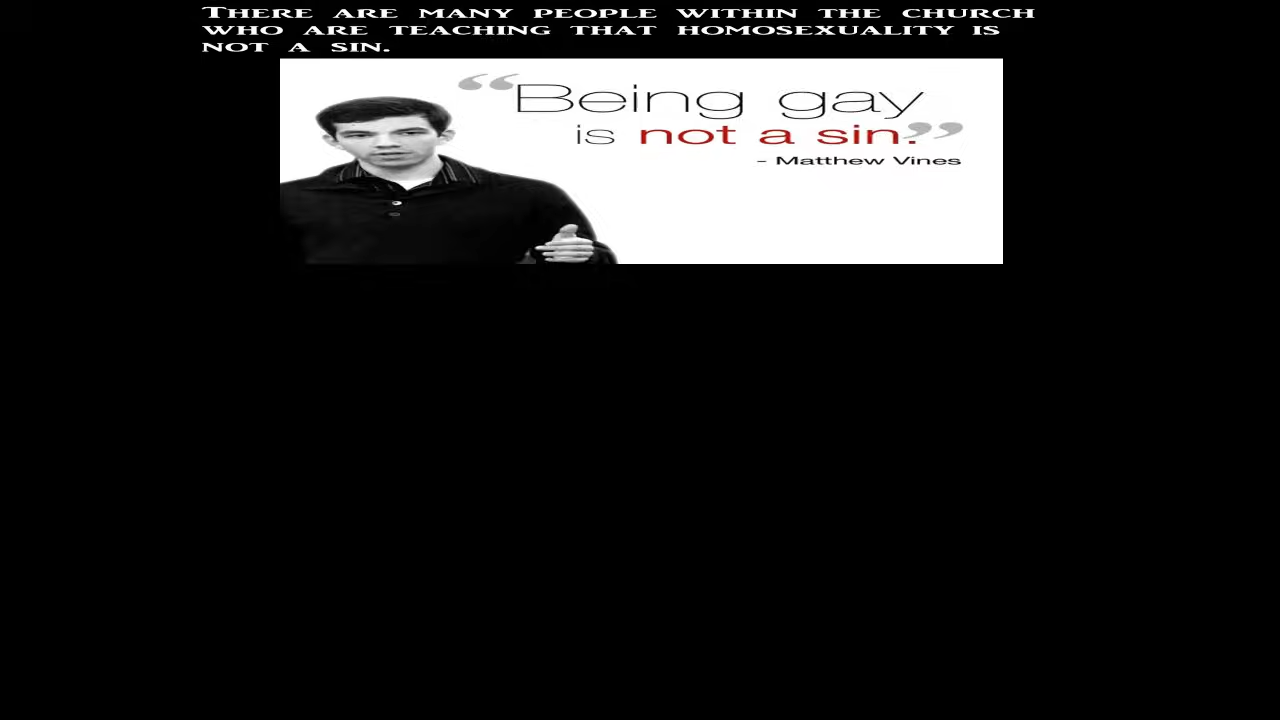 There are many people within the church
who are teaching that homosexuality is
not a sin.
“Being gay
is not a sin.”
- Matthew Vines